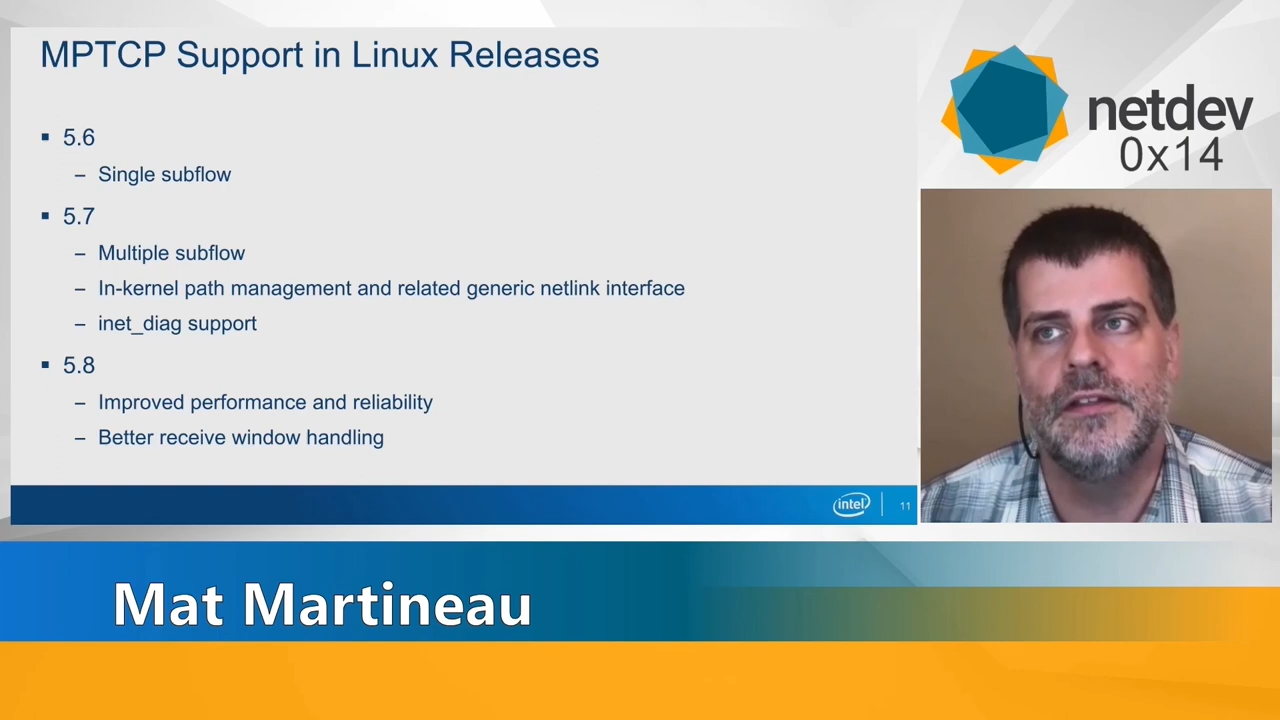 MPTCP Support in Linux Releases
▪ 5.6
– Single subflow
▪ 5.7
– Multiple subflow
– In-kernel path management and related generic netlink interface
– inet_diag support
▪ 5.8
– Improved performance and reliability
– Better receive window handling
intel
11
netdev
0x14
Mat Martineau